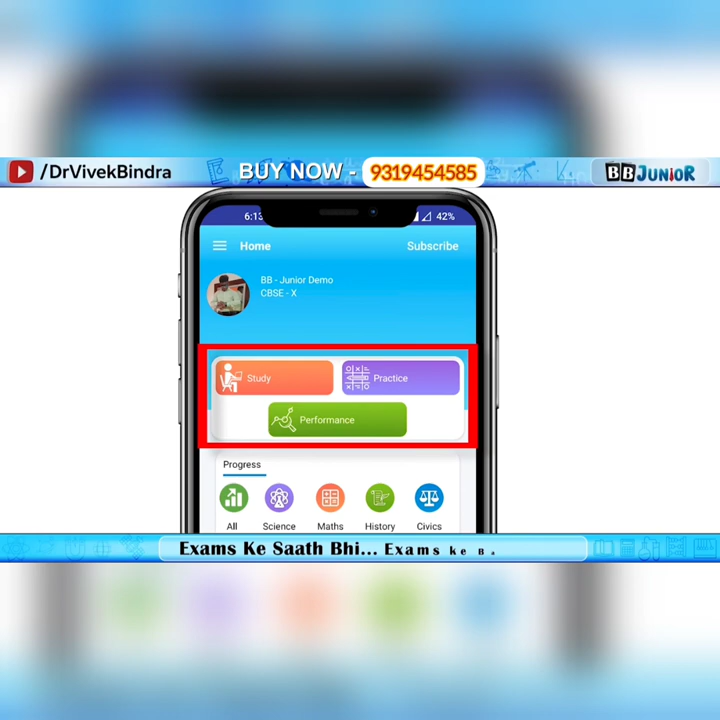 /DrVivekBindra
BUY NOW - 9319454585
BB JUNIOR
6:13
42%
Home
Subscribe
BB - Junior Demo
CBSE - X
Study
Practice
Performance
Progress
All
Science
Maths
History
Civics
Exams Ke Saath Bhi... Exams ke